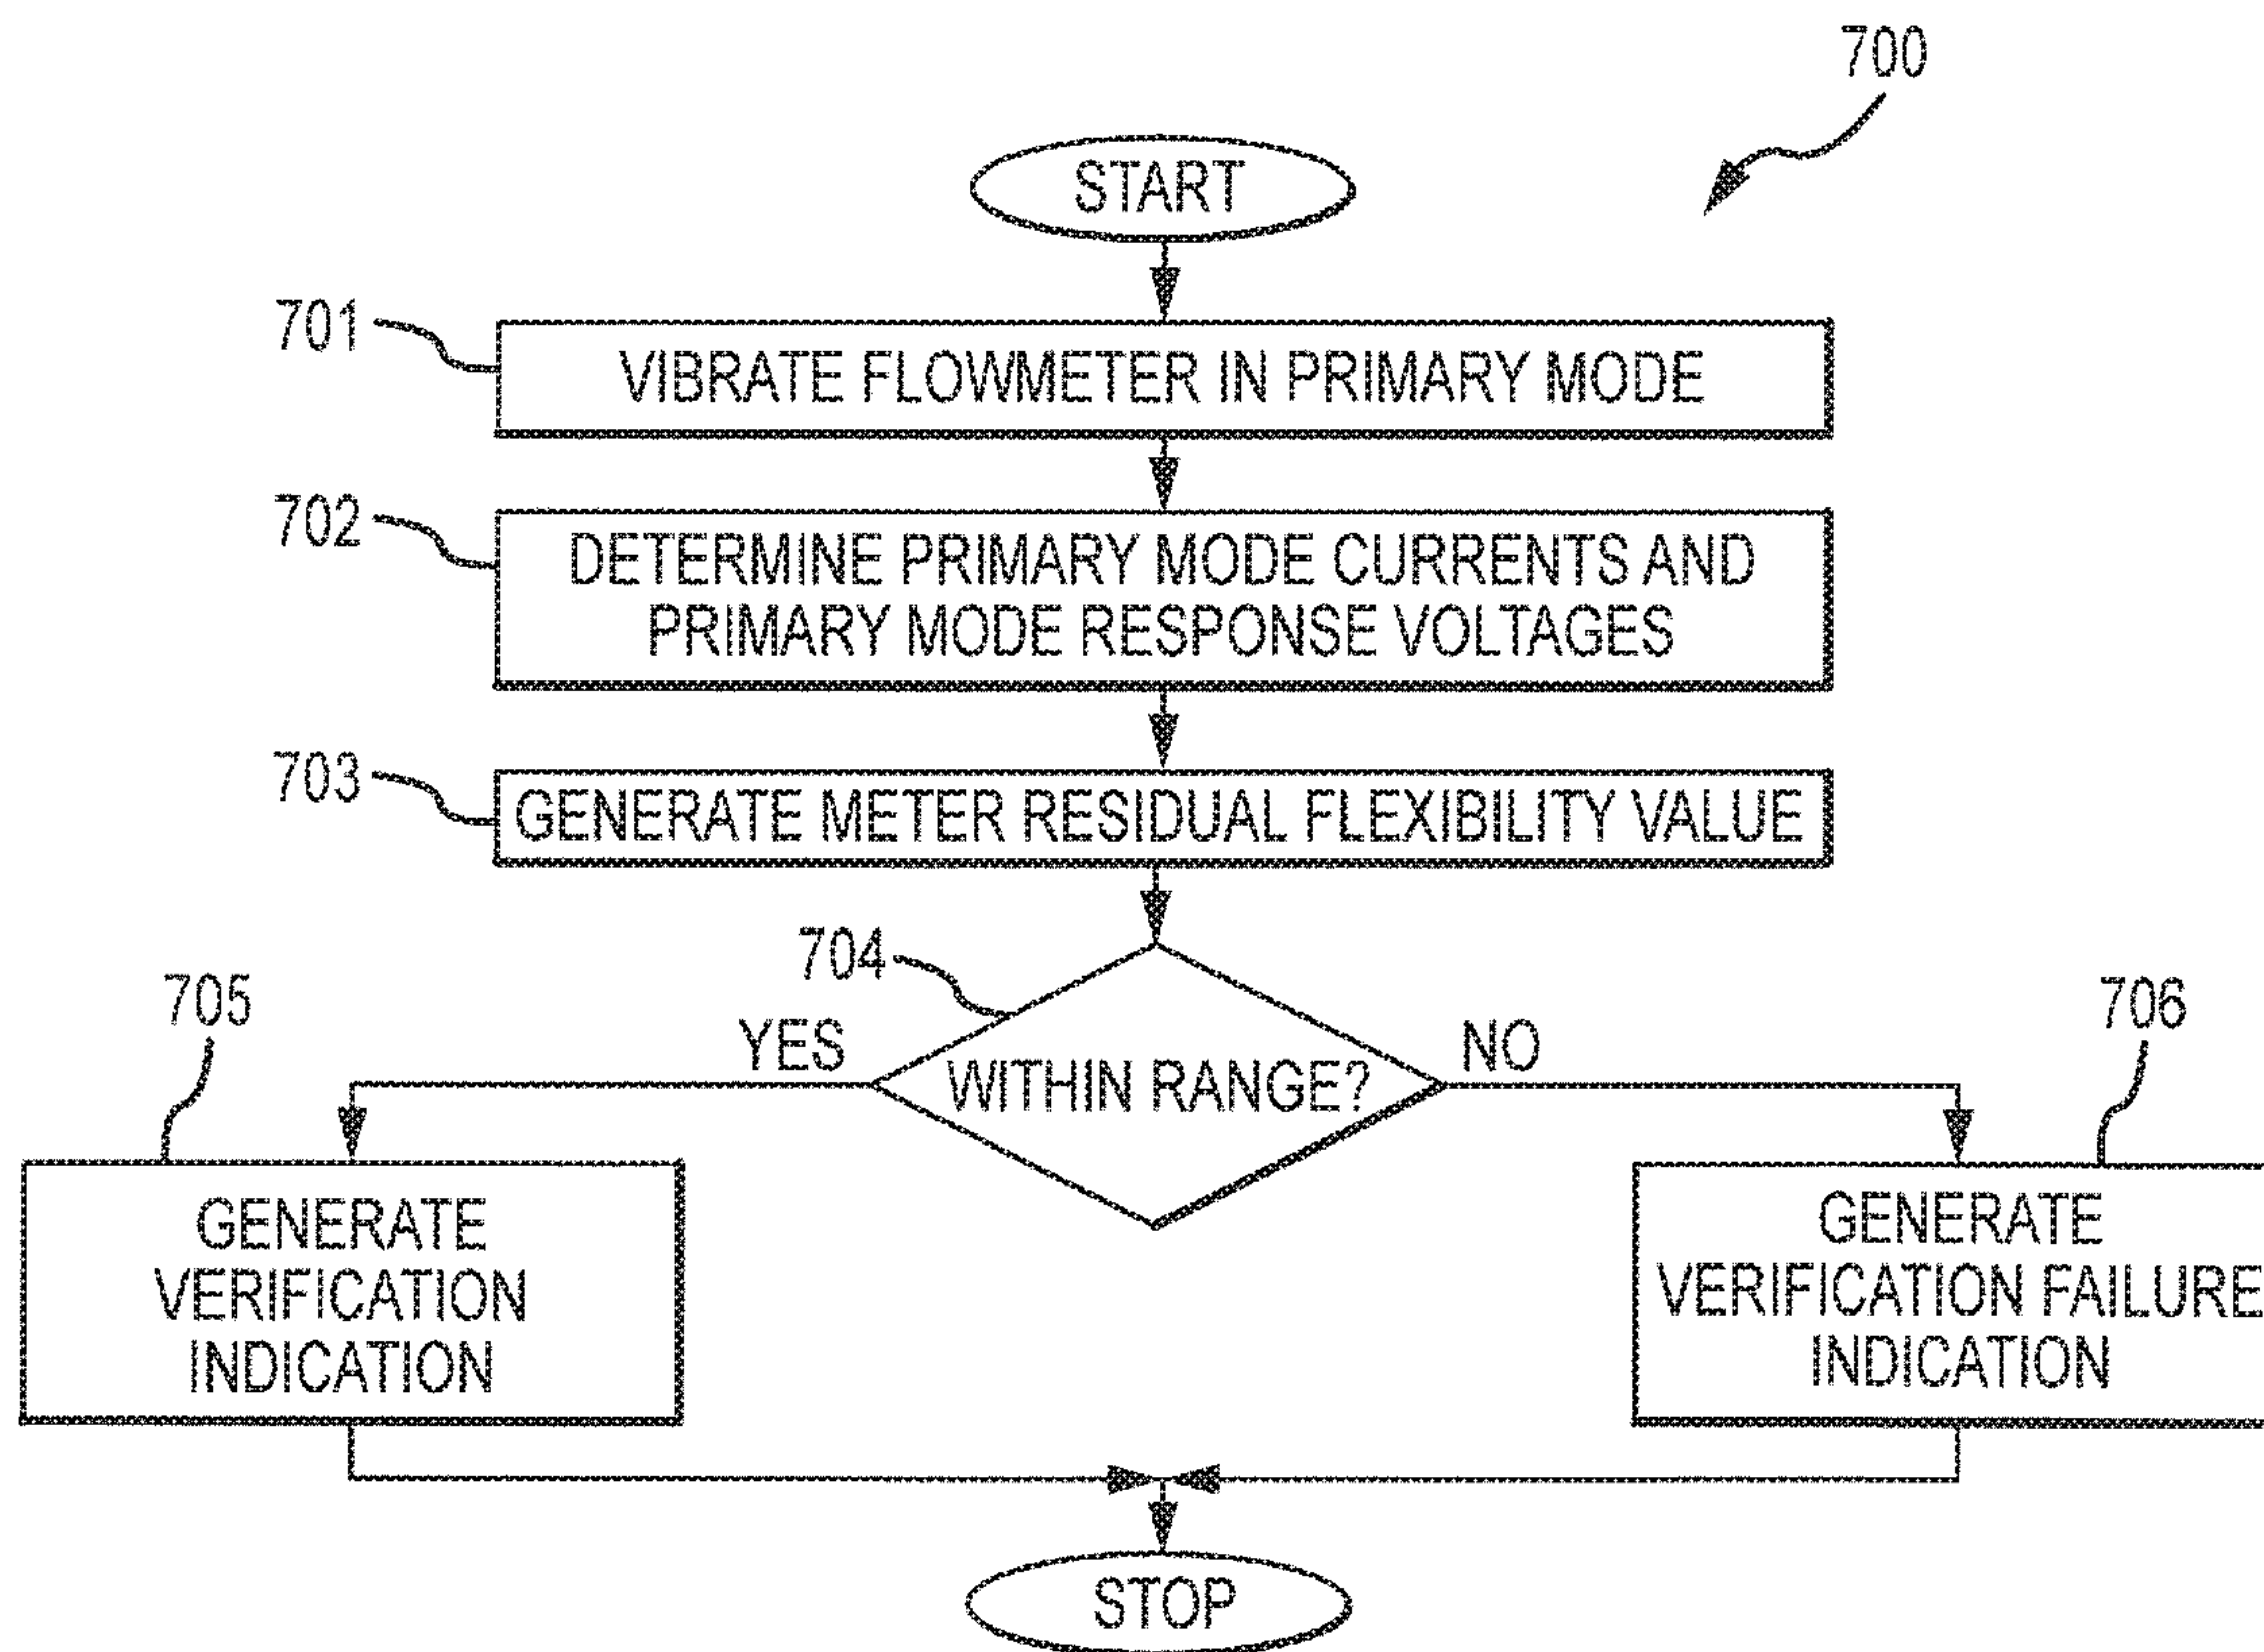 700
START
701
VIBRATE FLOWMETER IN PRIMARY MODE
702
DETERMINE PRIMARY MODE CURRENTS AND
PRIMARY MODE RESPONSE VOLTAGES
703
GENERATE METER RESIDUAL FLEXIBILITY VALUE
704
705
YES
WITHIN RANGE?
NO
706
GENERATE
VERIFICATION
INDICATION
GENERATE
VERIFICATION FAILURE
INDICATION
STOP